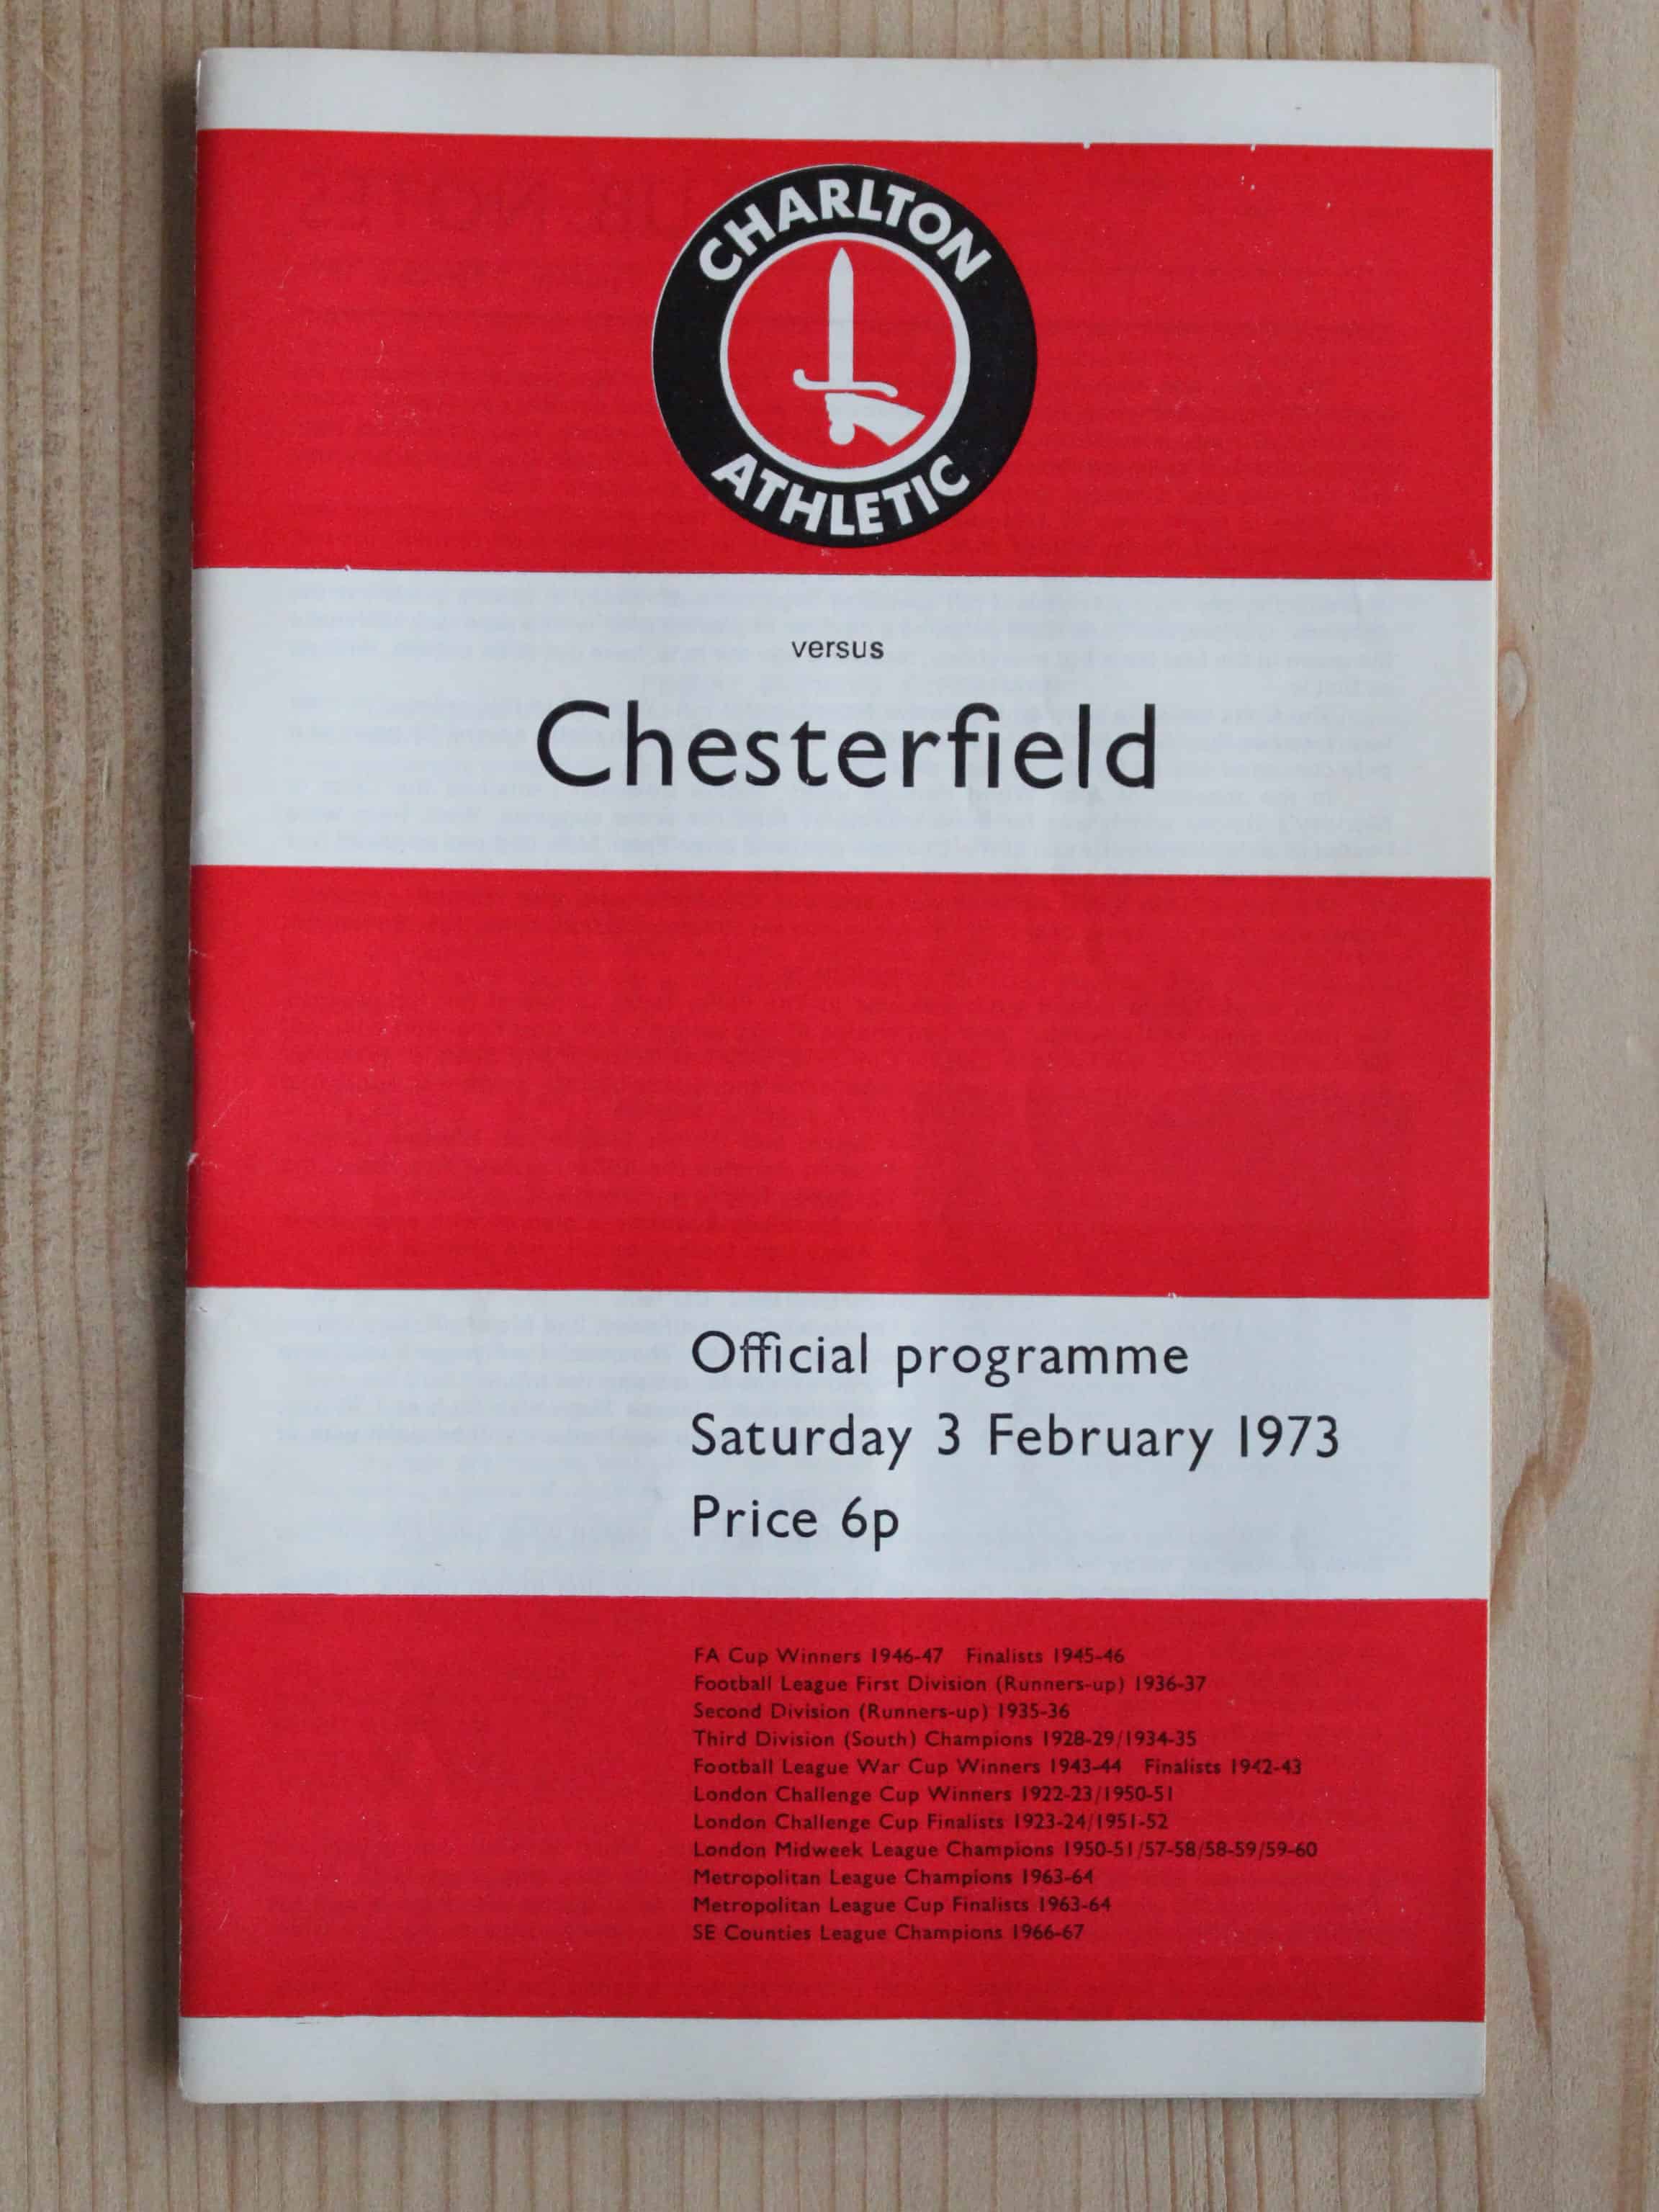 CHARLTON
ATHLETIC
versus
Chesterfield
Official programme
Saturday 3 February 1973
Price 6p
FA Cup Winners 1946-47 Finalists 1945-46
Football League First Division (Runners-up) 1936-37
Second Division (Runners-up) 1935-36
Third Division (South) Champions 1928-29/1934-35
Football League War Cup Winners 1943-44 Finalists 1942-43
London Challenge Cup Winners 1922-23/1950-51
London Challenge Cup Finalists 1923-24/1951-52
London Midweek League Champions 1950-51/57-58/58-59/59-60
Metropolitan League Champions 1963-64
Metropolitan League Cup Finalists 1963-64
SE Counties League Champions 1966-67